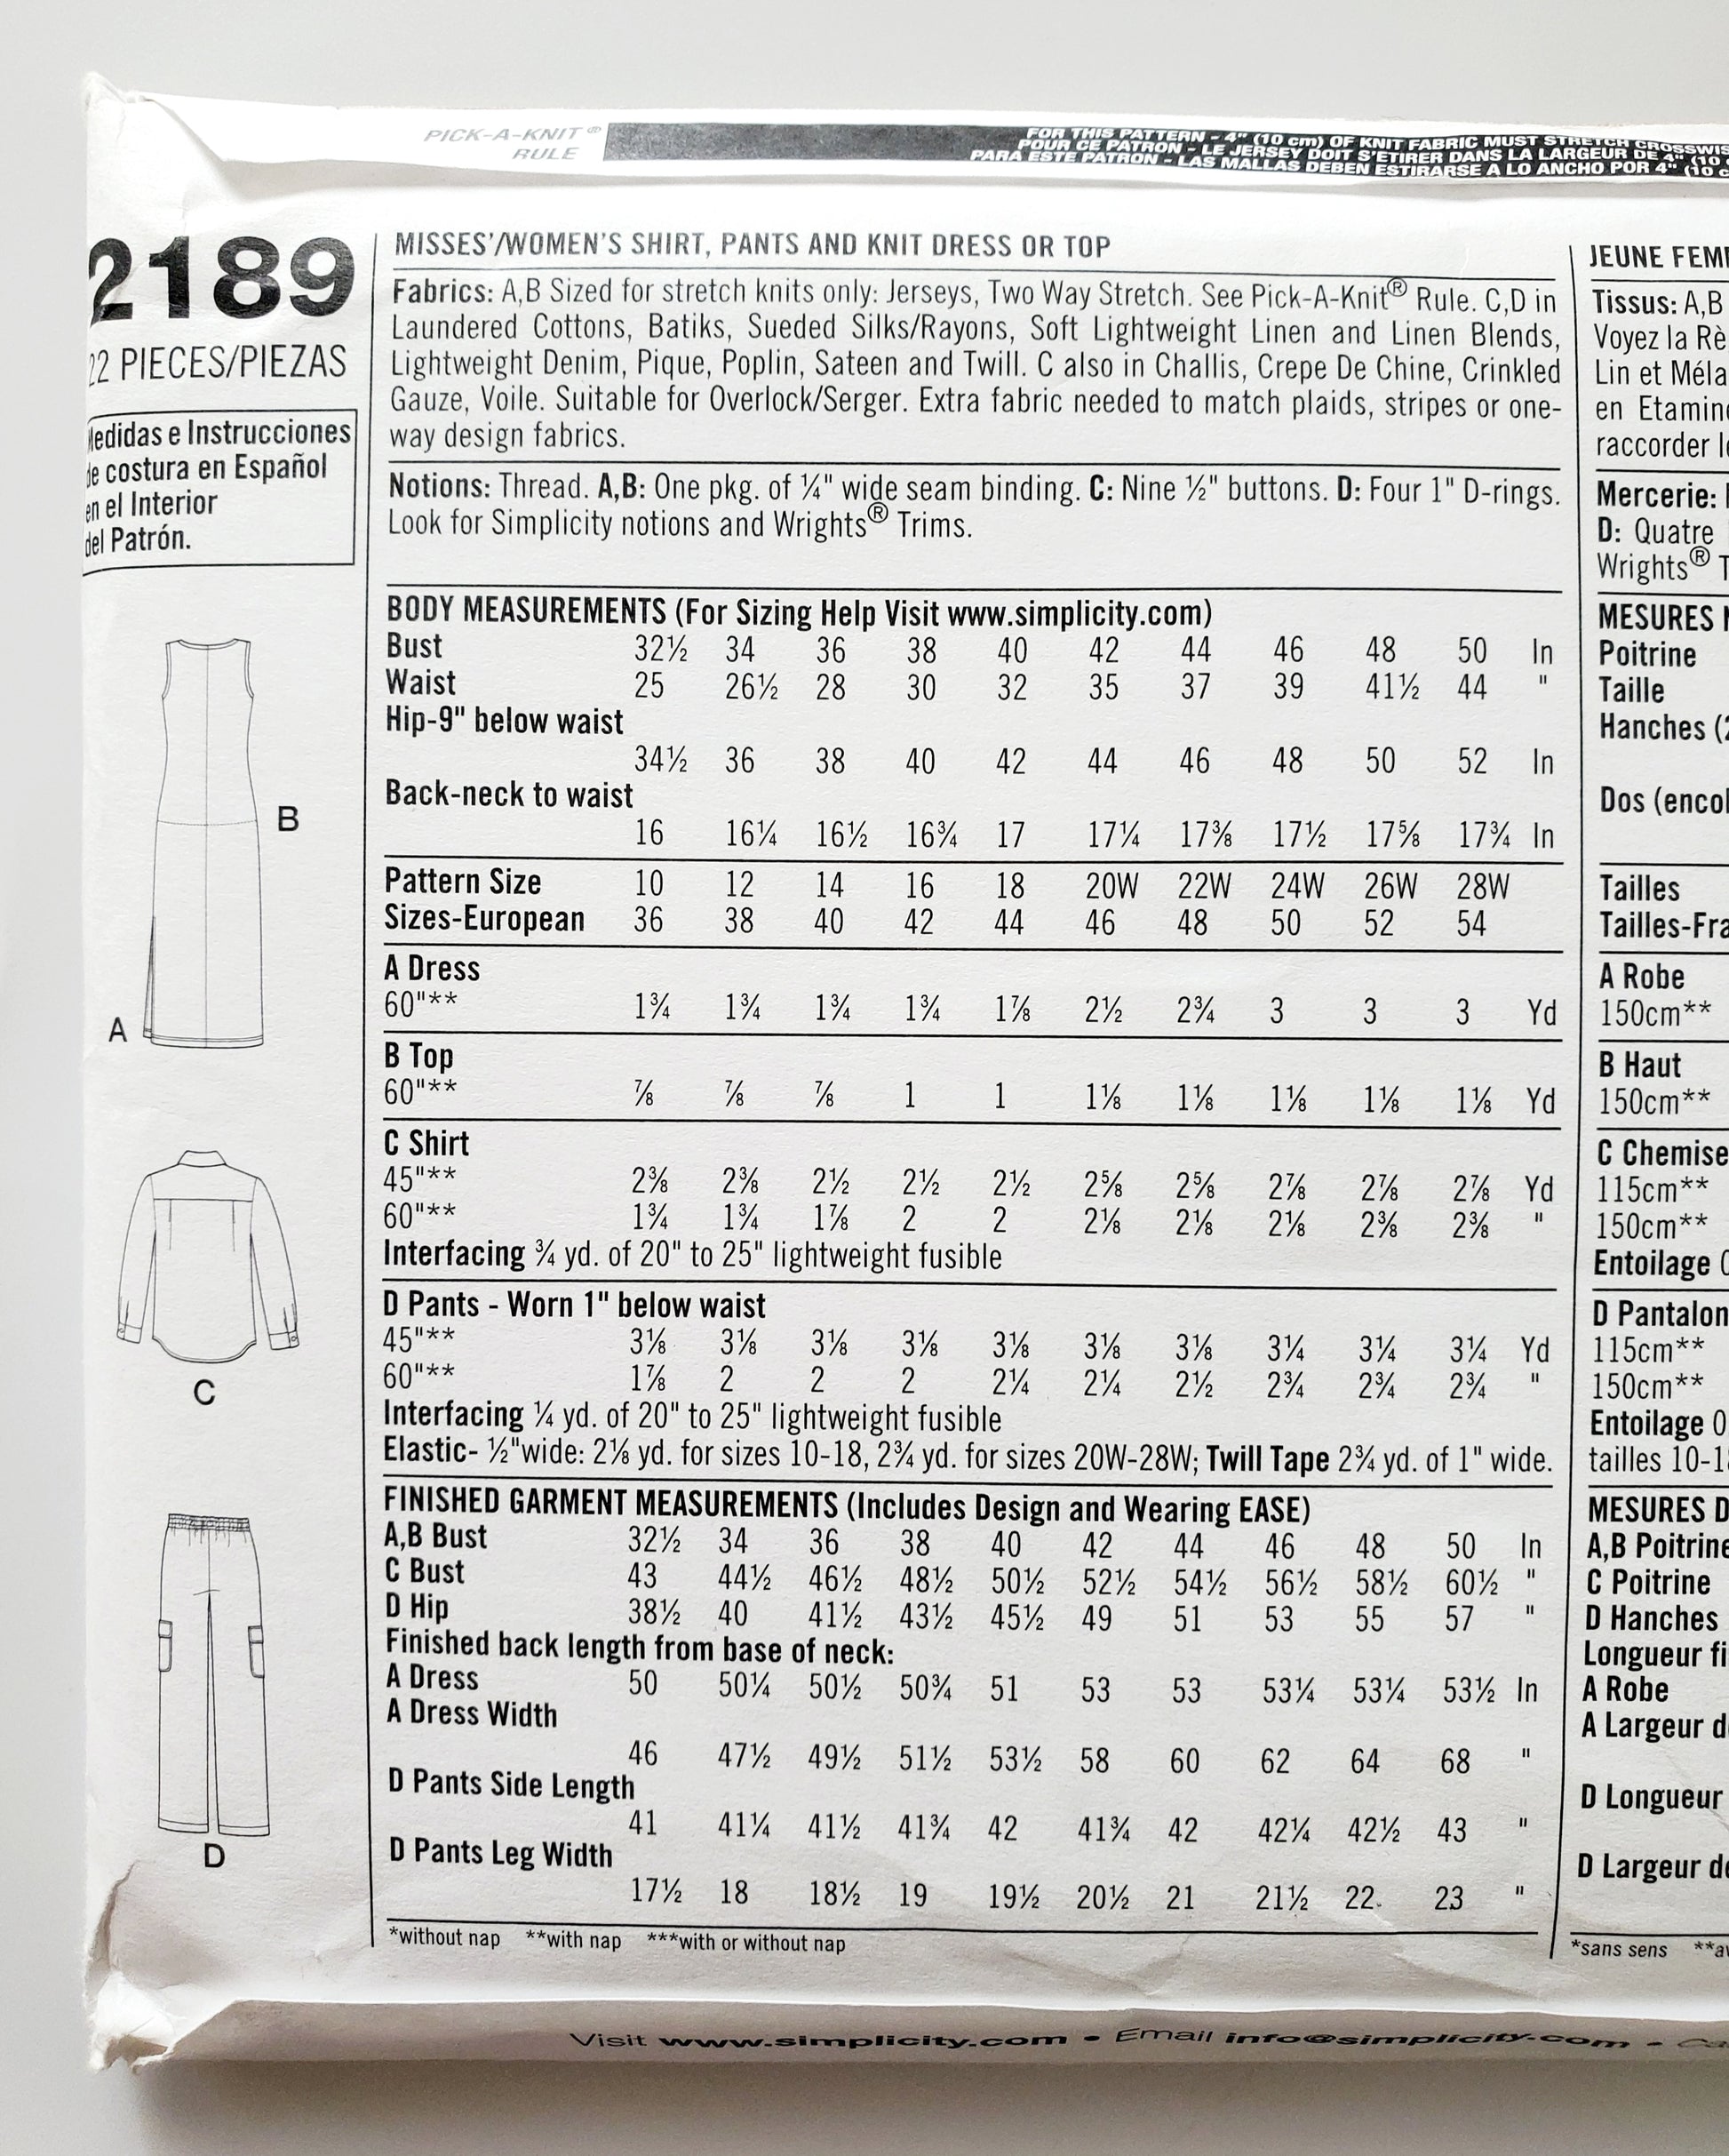 PICK-A-KNIT®
RULE
FOR THIS PATTERN - 4" (10 cm) OF KNIT FABRIC MUST STRETCH CROSSWIS
POUR CE PATRON - LE JERSEY DOIT S'ETIRER DANS LA LARGEUR DE 4" (10
PARA ESTE PATRON - LAS MALLAS DEBEN ESTIRARSE A LO ANCHO POR 4" (10 c
2189
22 PIECES/PIEZAS
Medidas e Instrucciones
de costura en Español
en el Interior
del Patrón.
B
A
C
D
MISSES'/WOMEN'S SHIRT, PANTS AND KNIT DRESS OR TOP
Fabrics: A,B Sized for stretch knits only: Jerseys, Two Way Stretch. See Pick-A-Knit® Rule. C,D in
Laundered Cottons, Batiks, Sueded Silks/Rayons, Soft Lightweight Linen and Linen Blends,
Lightweight Denim, Pique, Poplin, Sateen and Twill. C also in Challis, Crepe De Chine, Crinkled
Gauze, Voile. Suitable for Overlock/Serger. Extra fabric needed to match plaids, stripes or one-
way design fabrics.
Notions: Thread. A,B: One pkg. of ¼" wide seam binding. C: Nine ½" buttons. D: Four 1" D-rings.
Look for Simplicity notions and Wrights® Trims.
BODY MEASUREMENTS (For Sizing Help Visit www.simplicity.com)
Bust 32½ 34 36 38 40 42 44 46 48 50 In
Waist 25 26½ 28 30 32 35 37 39 41½ 44 "
Hip-9" below waist
34½ 36 38 40 42 44 46 48 50 52 In
Back-neck to waist
16 16¼ 16½ 16¾ 17 17¼ 17⅜ 17½ 17⅝ 17¾ In
Pattern Size 10 12 14 16 18 20W 22W 24W 26W 28W
Sizes-European 36 38 40 42 44 46 48 50 52 54
A Dress
60"** 1¾ 1¾ 1¾ 1¾ 1⅞ 2½ 2¾ 3 3 3 Yd
B Top
60"** ⅞ ⅞ ⅞ 1 1 1⅛ 1⅛ 1⅛ 1⅛ 1⅛ Yd
C Shirt
45"** 2⅜ 2⅜ 2½ 2½ 2½ 2⅝ 2⅝ 2⅞ 2⅞ 2⅞ Yd
60"** 1¾ 1¾ 1⅞ 2 2 2⅛ 2⅛ 2⅛ 2⅜ 2⅜ "
Interfacing ¾ yd. of 20" to 25" lightweight fusible
D Pants - Worn 1" below waist
45"** 3⅛ 3⅛ 3⅛ 3⅛ 3⅛ 3⅛ 3⅛ 3¼ 3¼ 3¼ Yd
60"** 1⅞ 2 2 2 2¼ 2¼ 2½ 2¾ 2¾ 2¾ "
Interfacing ¼ yd. of 20" to 25" lightweight fusible
Elastic- ½"wide: 2⅛ yd. for sizes 10-18, 2¾ yd. for sizes 20W-28W; Twill Tape 2¾ yd. of 1" wide.
FINISHED GARMENT MEASUREMENTS (Includes Design and Wearing EASE)
A,B Bust 32½ 34 36 38 40 42 44 46 48 50 In
C Bust 43 44½ 46½ 48½ 50½ 52½ 54½ 56½ 58½ 60½ "
D Hip 38½ 40 41½ 43½ 45½ 49 51 53 55 57 "
Finished back length from base of neck:
A Dress 50 50¼ 50½ 50¾ 51 53 53 53¼ 53¼ 53½ In
A Dress Width
46 47½ 49½ 51½ 53½ 58 60 62 64 68 "
D Pants Side Length
41 41¼ 41½ 41¾ 42 41¾ 42 42¼ 42½ 43 "
D Pants Leg Width
17½ 18 18½ 19 19½ 20½ 21 21½ 22 23 "
*without nap **with nap ***with or without nap
JEUNE FEM
Tissus: A,B
Voyez la Rè
Lin et Méla
en Etamin
raccorder l
Mercerie:
D: Quatre
Wrights® T
MESURES
Poitrine
Taille
Hanches (2
Dos (encol
Tailles
Tailles-Fra
A Robe
150cm**
B Haut
150cm**
C Chemise
115cm**
150cm**
Entoilage 0
D Pantalon
115cm**
150cm**
Entoilage 0
tailles 10-1
MESURES D
A,B Poitrine
C Poitrine
D Hanches
Longueur fi
A Robe
A Largeur d
D Longueur
D Largeur de
*sans sens **av
Visit www.simplicity.com • Email info@simplicity.com • Ca